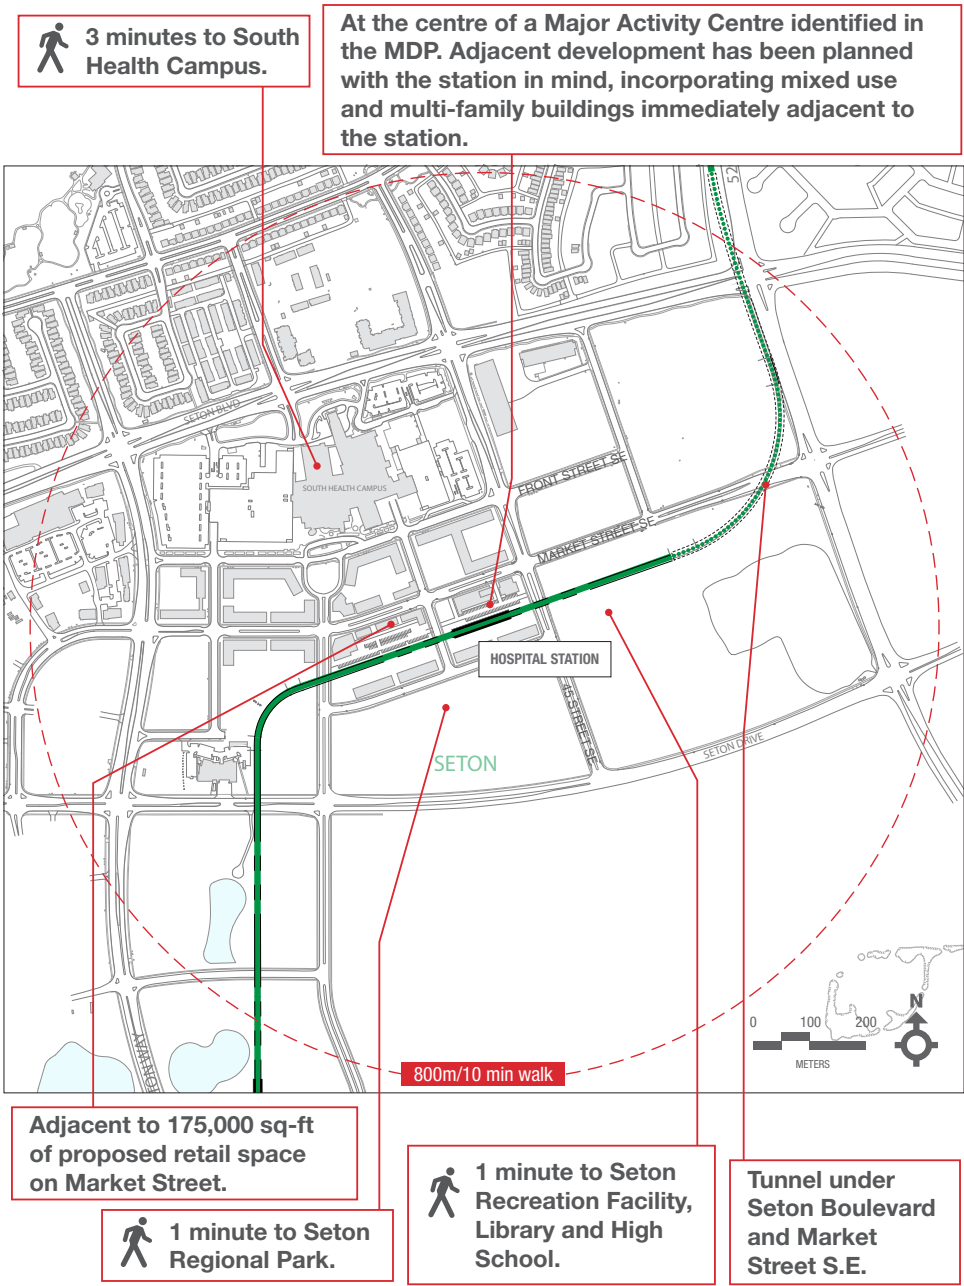 3 minutes to South
Health Campus.
At the centre of a Major Activity Centre identified in
the MDP. Adjacent development has been planned
with the station in mind, incorporating mixed use
and multi-family buildings immediately adjacent to
the station.
52
SETON BLVD
SOUTH HEALTH CAMPUS
FRONT STREET SE
MARKET STREET SE
HOSPITAL STATION
45 STREET SE
SETON DRIVE
SETON
0 100 200
METERS
N
800m/10 min walk
Adjacent to 175,000 sq-ft
of proposed retail space
on Market Street.
1 minute to Seton
Regional Park.
1 minute to Seton
Recreation Facility,
Library and High
School.
Tunnel under
Seton Boulevard
and Market
Street S.E.